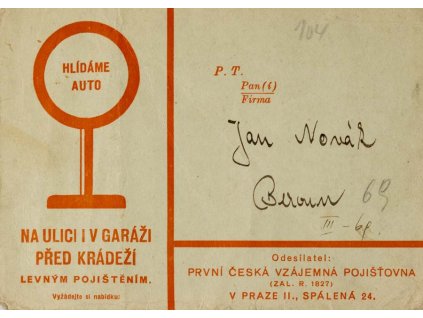 HLÍDÁME
AUTO
NA ULICI I V GARÁŽI
PŘED KRÁDEŽÍ
LEVNÝM POJIŠTĚNÍM.
Vyžádejte si nabídku:
104
P. T.
Pan(í)
Firma
Jan Novák
Beroun 69
III - 69.
Odesilatel:
PRVNÍ ČESKÁ VZÁJEMNÁ POJIŠŤOVNA
(ZAL. R. 1827)
V PRAZE II., SPÁLENÁ 24.